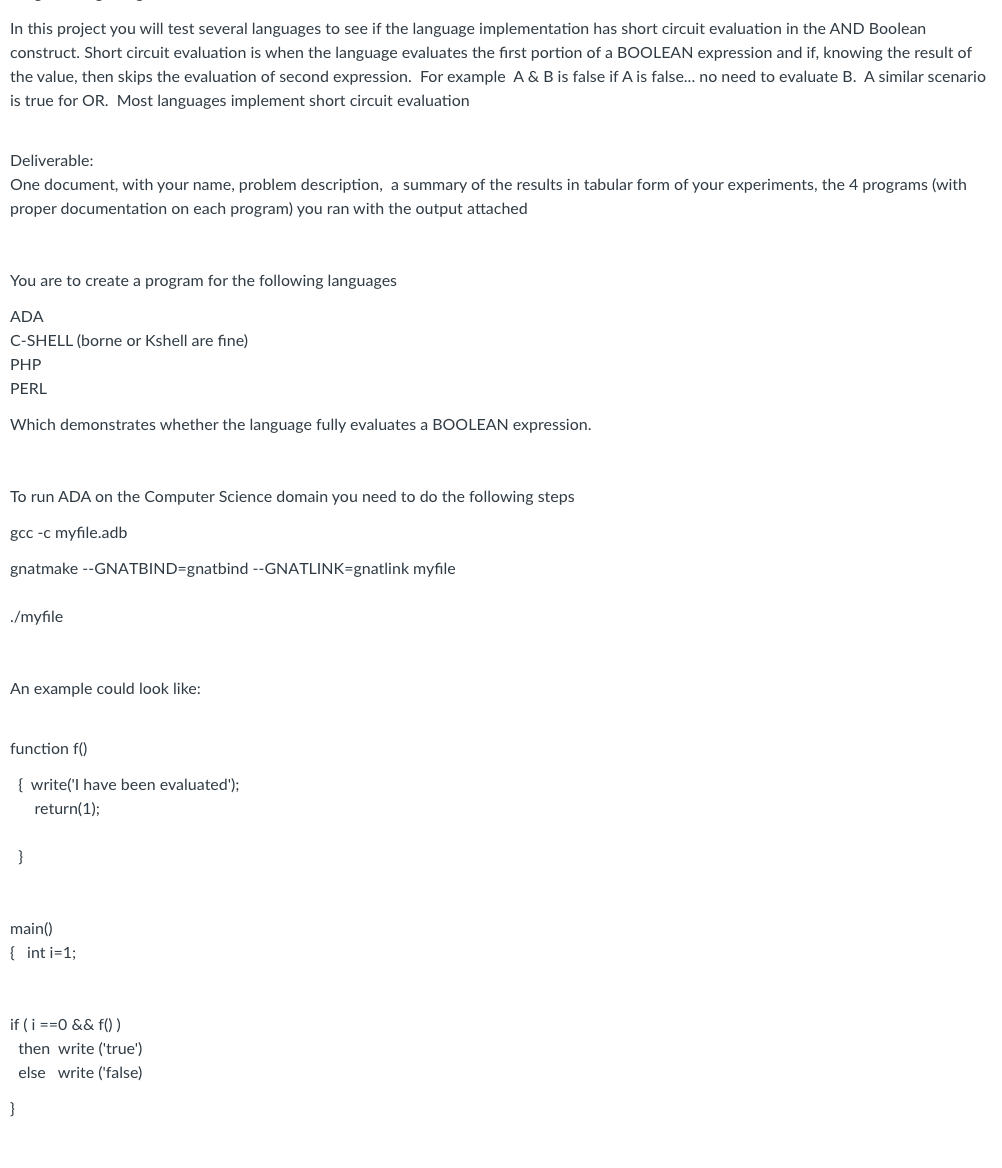 In this project you will test several languages to see if the language implementation has short circuit evaluation in the AND Boolean
construct. Short circuit evaluation is when the language evaluates the first portion of a BOOLEAN expression and if, knowing the result of
the value, then skips the evaluation of second expression.  For example  A & B is false if A is false... no need to evaluate B.  A similar scenario
is true for OR.  Most languages implement short circuit evaluation
Deliverable:
One document, with your name, problem description,  a summary of the results in tabular form of your experiments, the 4 programs (with
proper documentation on each program) you ran with the output attached
You are to create a program for the following languages
ADA
C-SHELL (borne or Kshell are fine)
PHP
PERL
Which demonstrates whether the language fully evaluates a BOOLEAN expression.
To run ADA on the Computer Science domain you need to do the following steps
gcc -c myfile.adb
gnatmake --GNATBIND=gnatbind --GNATLINK=gnatlink myfile
./myfile
An example could look like:
function f()
{  write('I have been evaluated');
return(1);
}
main()
{   int i=1;
if ( i ==0 && f() )
then  write ('true')
else   write ('false)
}